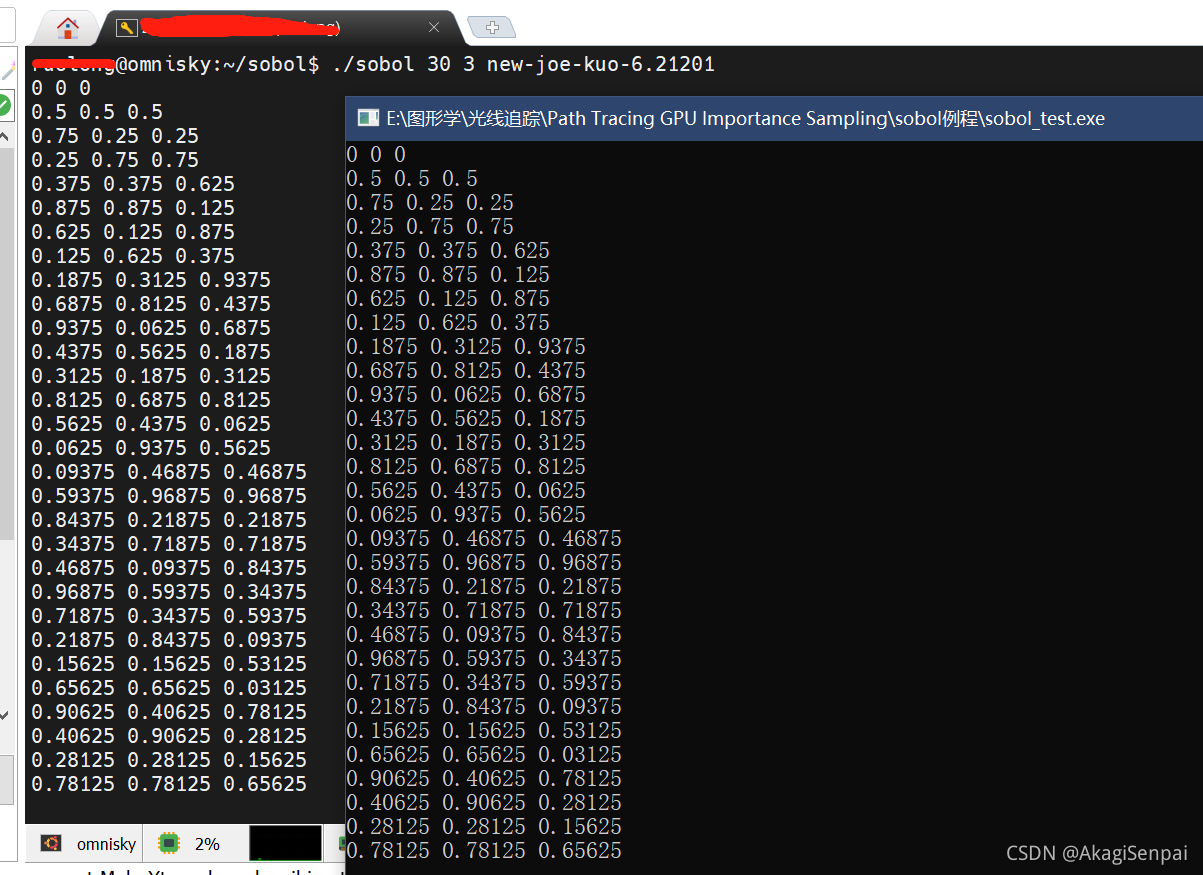 @omnisky:~/sobol$ ./sobol 30 3 new-joe-kuo-6.21201
0 0 0
0.5 0.5 0.5
0.75 0.25 0.25
0.25 0.75 0.75
0.375 0.375 0.625
0.875 0.875 0.125
0.625 0.125 0.875
0.125 0.625 0.375
0.1875 0.3125 0.9375
0.6875 0.8125 0.4375
0.9375 0.0625 0.6875
0.4375 0.5625 0.1875
0.3125 0.1875 0.3125
0.8125 0.6875 0.8125
0.5625 0.4375 0.0625
0.0625 0.9375 0.5625
0.09375 0.46875 0.46875
0.59375 0.96875 0.96875
0.84375 0.21875 0.21875
0.34375 0.71875 0.71875
0.46875 0.09375 0.84375
0.96875 0.59375 0.34375
0.71875 0.34375 0.59375
0.21875 0.84375 0.09375
0.15625 0.15625 0.53125
0.65625 0.65625 0.03125
0.90625 0.40625 0.78125
0.40625 0.90625 0.28125
0.28125 0.28125 0.15625
0.78125 0.78125 0.65625
omnisky 2%
E:\图形学\光线追踪\Path Tracing GPU Importance Sampling\sobol例程\sobol_test.exe
0 0 0
0.5 0.5 0.5
0.75 0.25 0.25
0.25 0.75 0.75
0.375 0.375 0.625
0.875 0.875 0.125
0.625 0.125 0.875
0.125 0.625 0.375
0.1875 0.3125 0.9375
0.6875 0.8125 0.4375
0.9375 0.0625 0.6875
0.4375 0.5625 0.1875
0.3125 0.1875 0.3125
0.8125 0.6875 0.8125
0.5625 0.4375 0.0625
0.0625 0.9375 0.5625
0.09375 0.46875 0.46875
0.59375 0.96875 0.96875
0.84375 0.21875 0.21875
0.34375 0.71875 0.71875
0.46875 0.09375 0.84375
0.96875 0.59375 0.34375
0.71875 0.34375 0.59375
0.21875 0.84375 0.09375
0.15625 0.15625 0.53125
0.65625 0.65625 0.03125
0.90625 0.40625 0.78125
0.40625 0.90625 0.28125
0.28125 0.28125 0.15625
0.78125 0.78125 0.65625
CSDN @AkagiSenpai